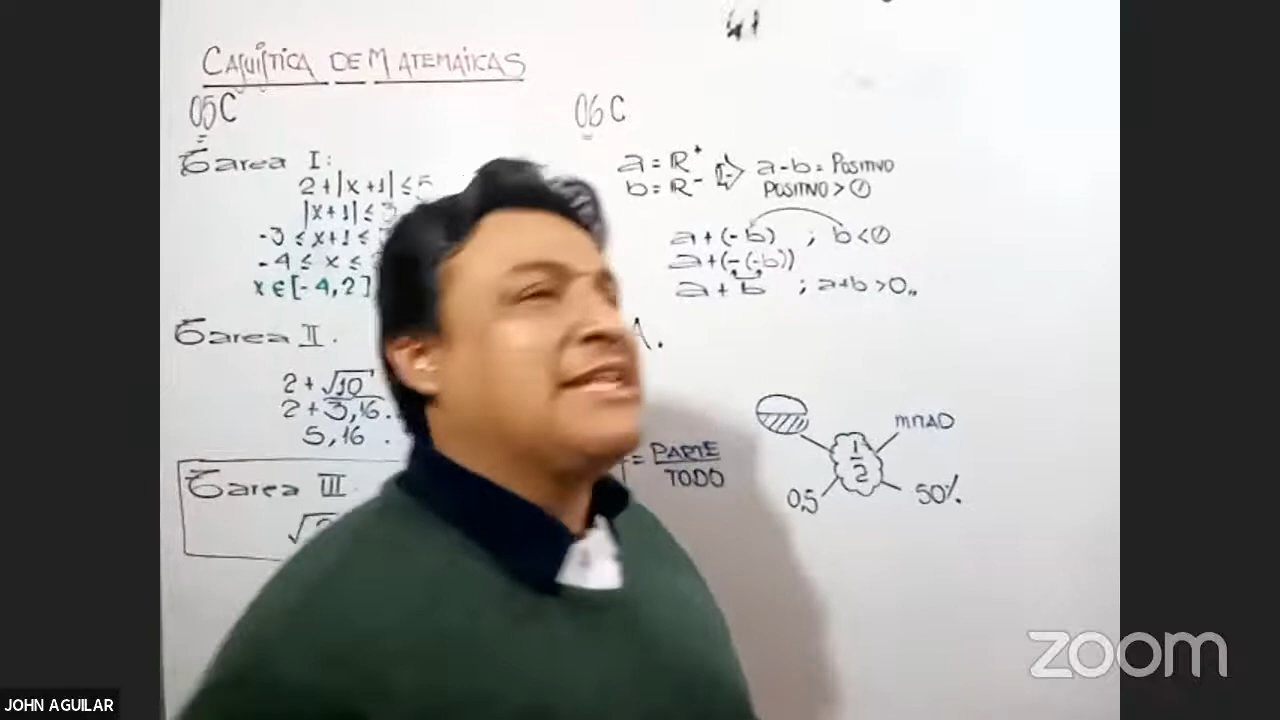 CASUÍSTICA DE MATEMATICAS
05C
Tarea I:
2+|x+1| ≤ 5
|x+1| ≤ 3
-3 ≤ x+1 ≤
-4 ≤ x ≤
x ∈ [-4,2]
Tarea II.
2 + √10
2 + 3,16.
5,16 .
Tarea III
06C
a = R⁺
b = R⁻
a-b = POSITIVO
POSITIVO > 0
a+(-b) ; b<0
a+(-(-b))
a + b ; a+b >0,,
= PARTE
TODO
1
2
MITAD
0,5
50%
zoom
JOHN AGUILAR